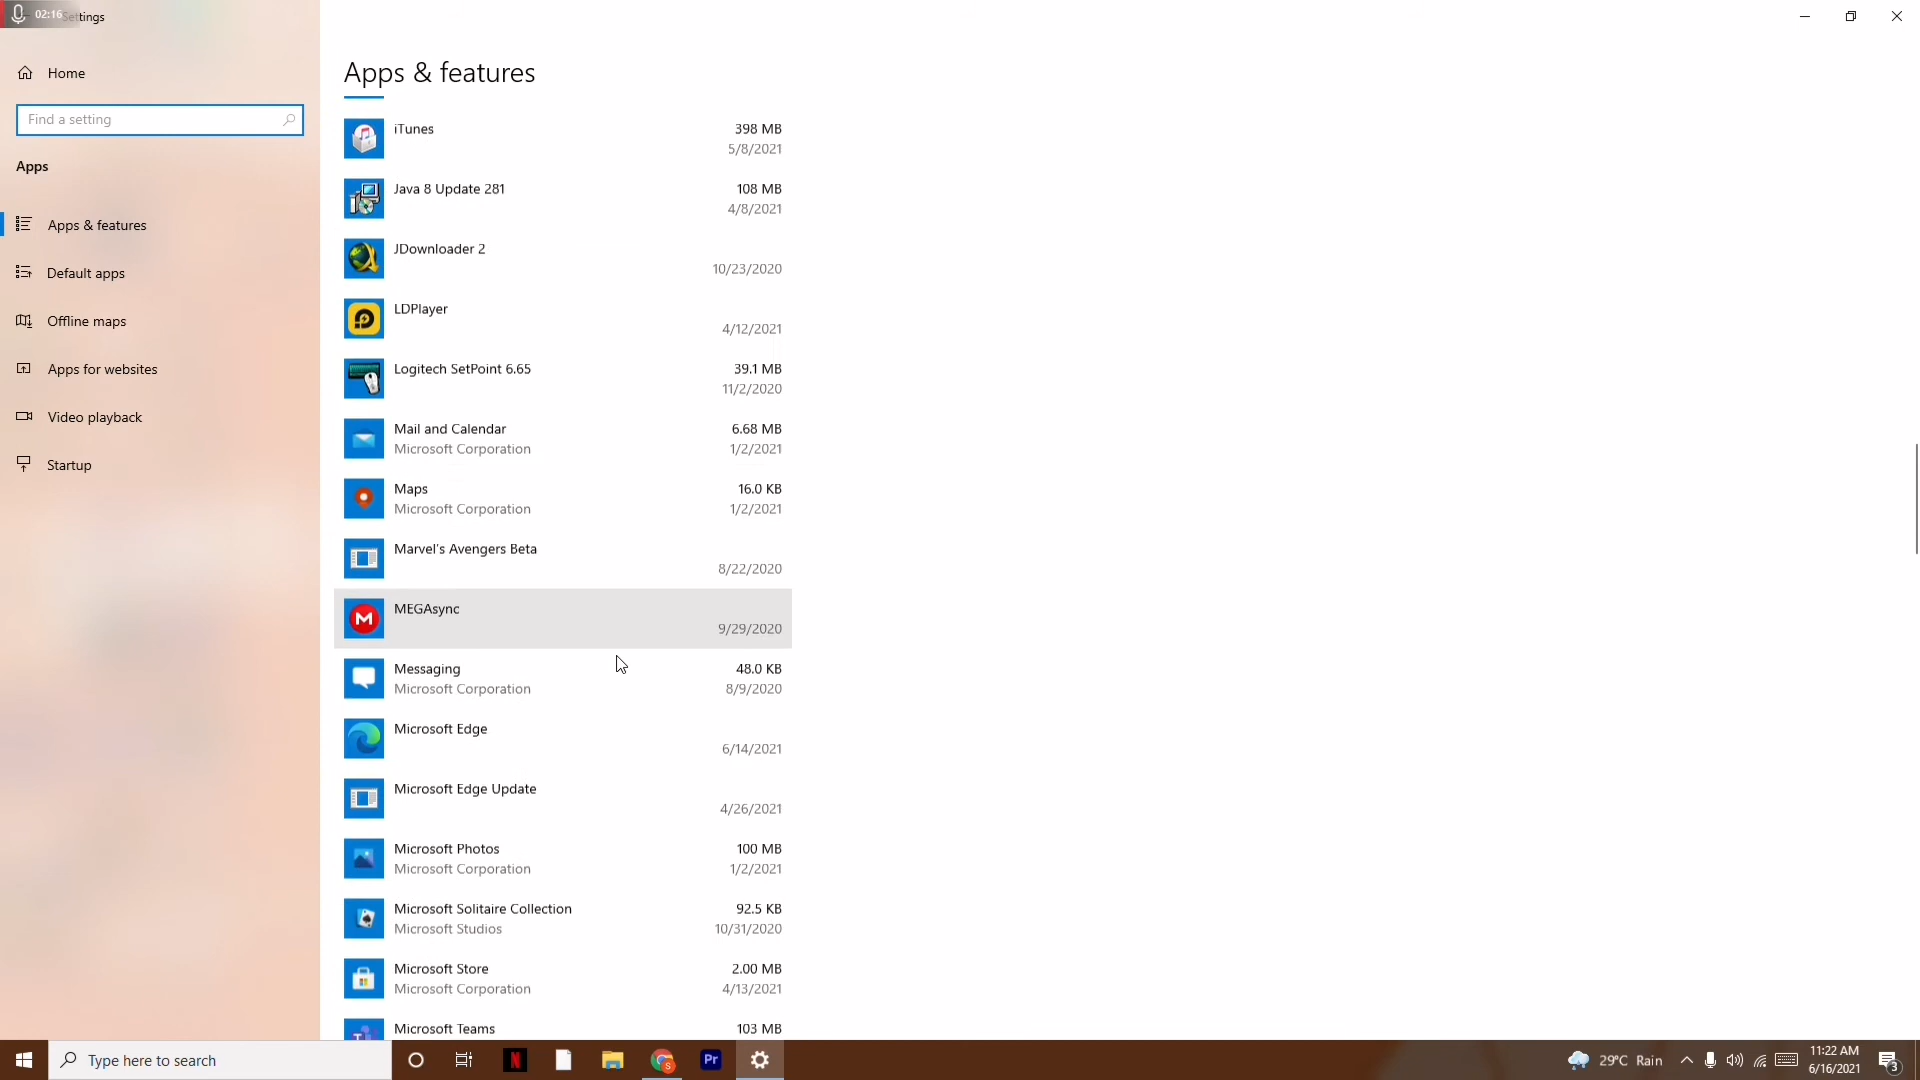 02:16 Settings
Home
Find a setting
Apps
Apps & features
Default apps
Offline maps
Apps for websites
Video playback
Startup
Apps & features
iTunes 398 MB
5/8/2021
Java 8 Update 281 108 MB
4/8/2021
JDownloader 2
10/23/2020
LDPlayer
4/12/2021
Logitech SetPoint 6.65 39.1 MB
11/2/2020
Mail and Calendar 6.68 MB
Microsoft Corporation 1/2/2021
Maps 16.0 KB
Microsoft Corporation 1/2/2021
Marvel's Avengers Beta
8/22/2020
M MEGAsync
9/29/2020
Messaging 48.0 KB
Microsoft Corporation 8/9/2020
Microsoft Edge
6/14/2021
Microsoft Edge Update
4/26/2021
Microsoft Photos 100 MB
Microsoft Corporation 1/2/2021
Microsoft Solitaire Collection 92.5 KB
Microsoft Studios 10/31/2020
Microsoft Store 2.00 MB
Microsoft Corporation 4/13/2021
Microsoft Teams 103 MB
Type here to search N S Pr 29°C Rain 11:22 AM
6/16/2021 3